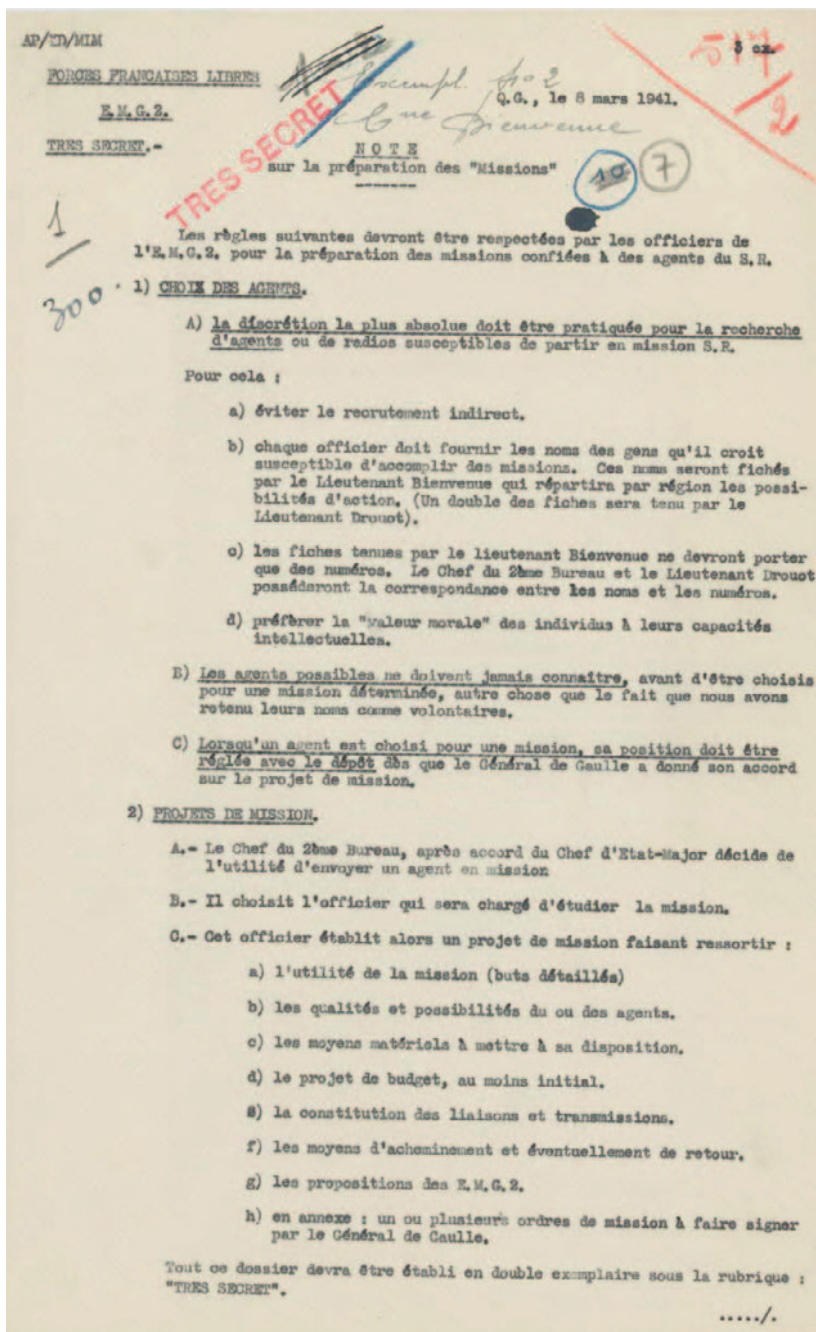 AP/ED/MIM
3 ex.
517/2
FORCES FRANCAISES LIBRES
Exempl. no 2
Q.G., le 8 mars 1941.
E.M.G.2.
Cne Bienvenue
TRES SECRET.-
TRES SECRET
NOTE
sur la préparation des "Missions"
10
7
1
300.
Les règles suivantes devront être respectées par les officiers de
l'E.M.G.2. pour la préparation des missions confiées à des agents du S.R.
1) CHOIX DES AGENTS.
A) la discrétion la plus absolue doit être pratiquée pour la recherche
d'agents ou de radios susceptibles de partir en mission S.R.
Pour cela :
a) éviter le recrutement indirect.
b) chaque officier doit fournir les noms des gens qu'il croit
susceptible d'accomplir des missions. Ces noms seront fichés
par le Lieutenant Bienvenue qui répartira par région les possi-
bilités d'action. (Un double des fiches sera tenu par le
Lieutenant Drouot).
c) les fiches tenues par le lieutenant Bienvenue ne devront porter
que des numéros. Le Chef du 2ème Bureau et le Lieutenant Drouot
posséderont la correspondance entre les noms et les numéros.
d) préférer la "valeur morale" des individus à leurs capacités
intellectuelles.
B) Les agents possibles ne doivent jamais connaître, avant d'être choisis
pour une mission déterminée, autre chose que le fait que nous avons
retenu leurs noms comme volontaires.
C) Lorsqu'un agent est choisi pour une mission, sa position doit être
réglée avec le dépôt dès que le Général de Gaulle a donné son accord
sur le projet de mission.
2) PROJETS DE MISSION.
A.- Le Chef du 2ème Bureau, après accord du Chef d'Etat-Major décide de
l'utilité d'envoyer un agent en mission
B.- Il choisit l'officier qui sera chargé d'étudier la mission.
C.- Cet officier établit alors un projet de mission faisant ressortir :
a) l'utilité de la mission (buts détaillés)
b) les qualités et possibilités du ou des agents.
c) les moyens matériels à mettre à sa disposition.
d) le projet de budget, au moins initial.
e) la constitution des liaisons et transmissions.
f) les moyens d'acheminement et éventuellement de retour.
g) les propositions des E.M.G.2.
h) en annexe : un ou plusieurs ordres de mission à faire signer
par le Général de Gaulle.
Tout ce dossier devra être établi en double exemplaire sous la rubrique :
"TRES SECRET".
...../.